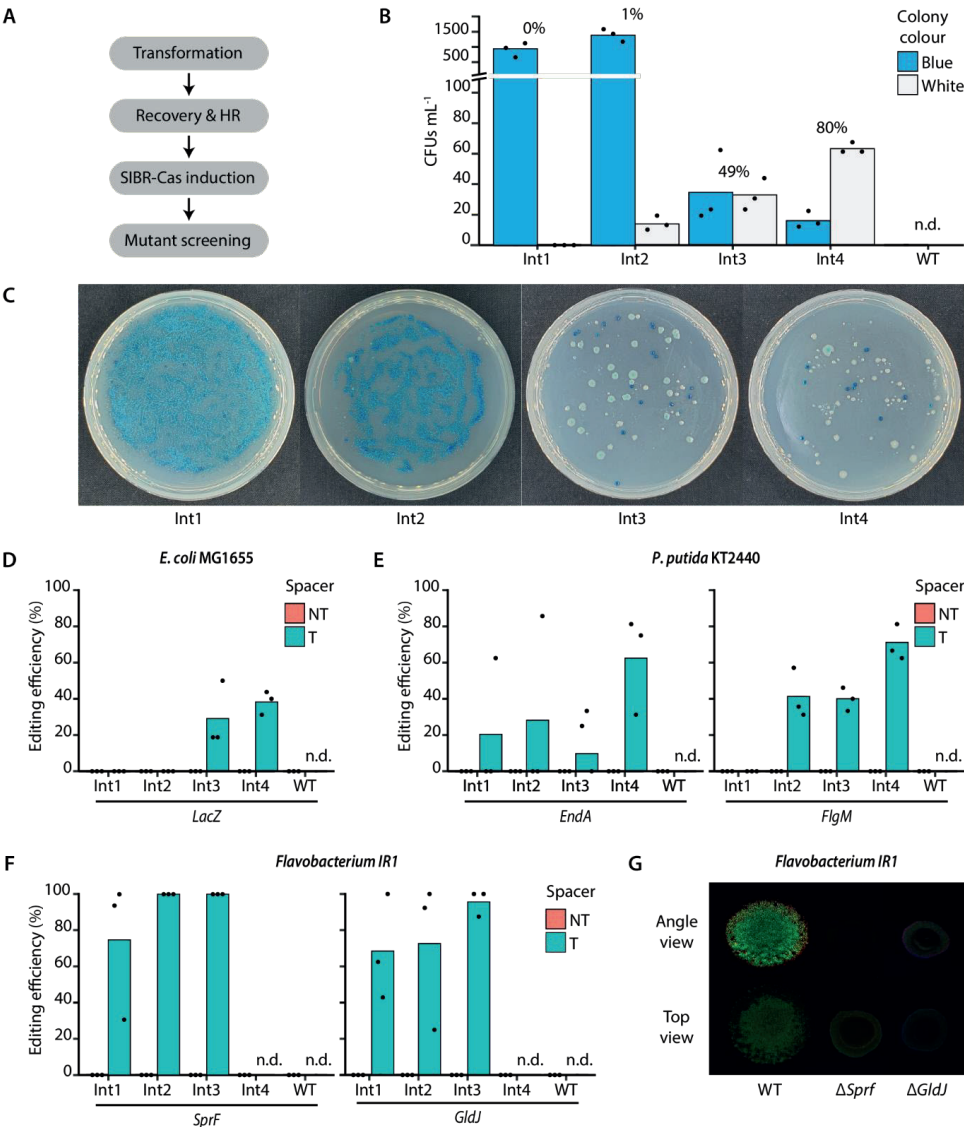 A
Transformation
Recovery & HR
SIBR-Cas induction
Mutant screening
B
CFUs mL-1
1500
500
100
80
60
40
20
0
0%
1%
49%
80%
n.d.
Int1 Int2 Int3 Int4 WT
Colony
colour
Blue
White
C
Int1 Int2 Int3 Int4
D
E. coli MG1655
Editing efficiency (%)
100
80
60
40
20
0
Spacer
NT
T
n.d.
Int1 Int2 Int3 Int4 WT
LacZ
E
P. putida KT2440
Editing efficiency (%)
100
80
60
40
20
0
n.d.
Int1 Int2 Int3 Int4 WT
EndA
Spacer
NT
T
n.d.
Int1 Int2 Int3 Int4 WT
FlgM
F
Flavobacterium IR1
Editing efficiency (%)
100
80
60
40
20
0
n.d. n.d.
Int1 Int2 Int3 Int4 WT
SprF
n.d. n.d.
Int1 Int2 Int3 Int4 WT
GldJ
Spacer
NT
T
G
Flavobacterium IR1
Angle
view
Top
view
WT ΔSprf ΔGldJ